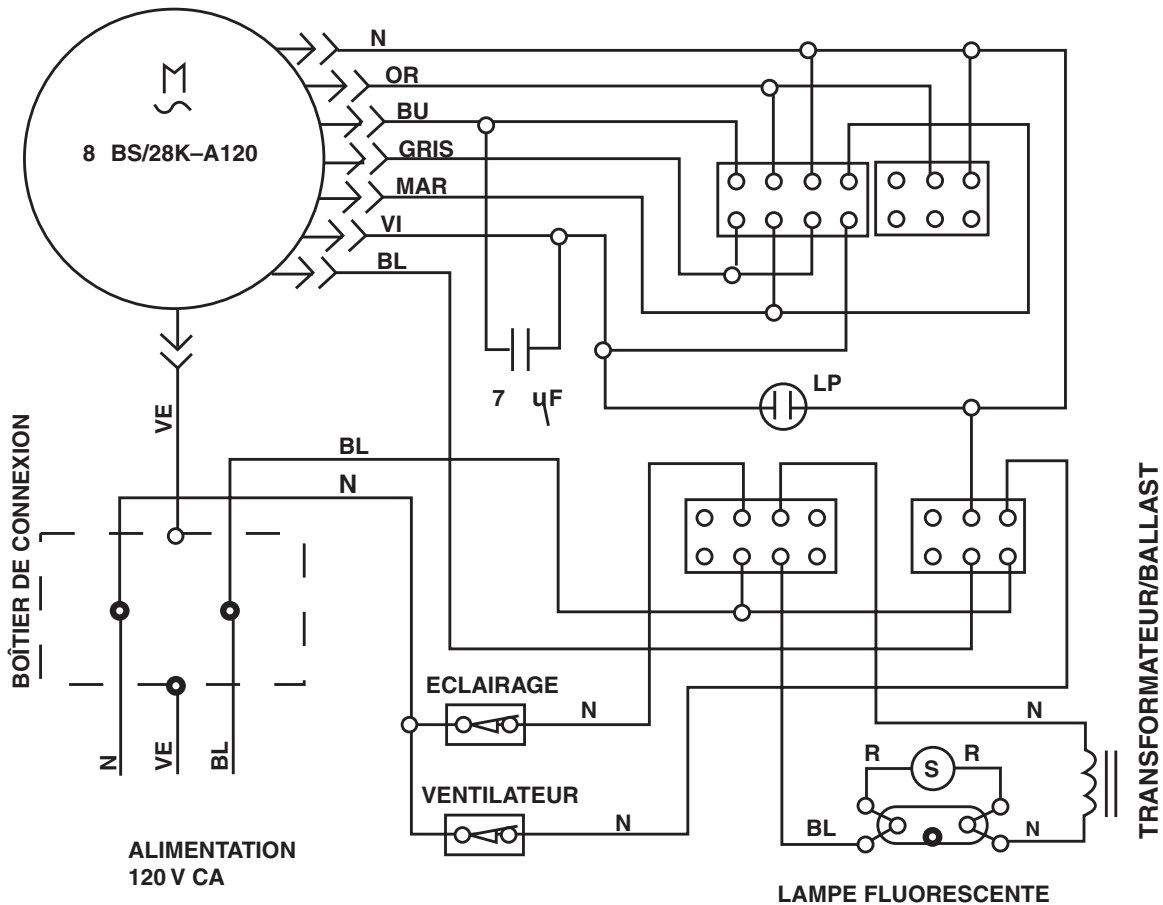 N
OR
M
BU
8 BS/28K–A120
GRIS
MAR
VI
BL
LP
7 uF
VE
BL
N
BOÎTIER DE CONNEXION
TRANSFORMATEUR/BALLAST
ECLAIRAGE
N
N
R
S
R
N
VE
BL
VENTILATEUR
N
BL
N
ALIMENTATION
120 V CA
LAMPE FLUORESCENTE